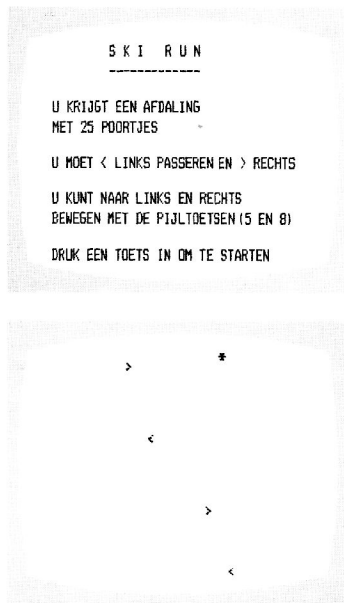 SKI RUN
-------------
U KRIJGT EEN AFDALING
MET 25 POORTJES
U MOET < LINKS PASSEREN EN > RECHTS
U KUNT NAAR LINKS EN RECHTS
BEWEGEN MET DE PIJLTOETSEN (5 EN 8)
DRUK EEN TOETS IN OM TE STARTEN
> *
<
>
<